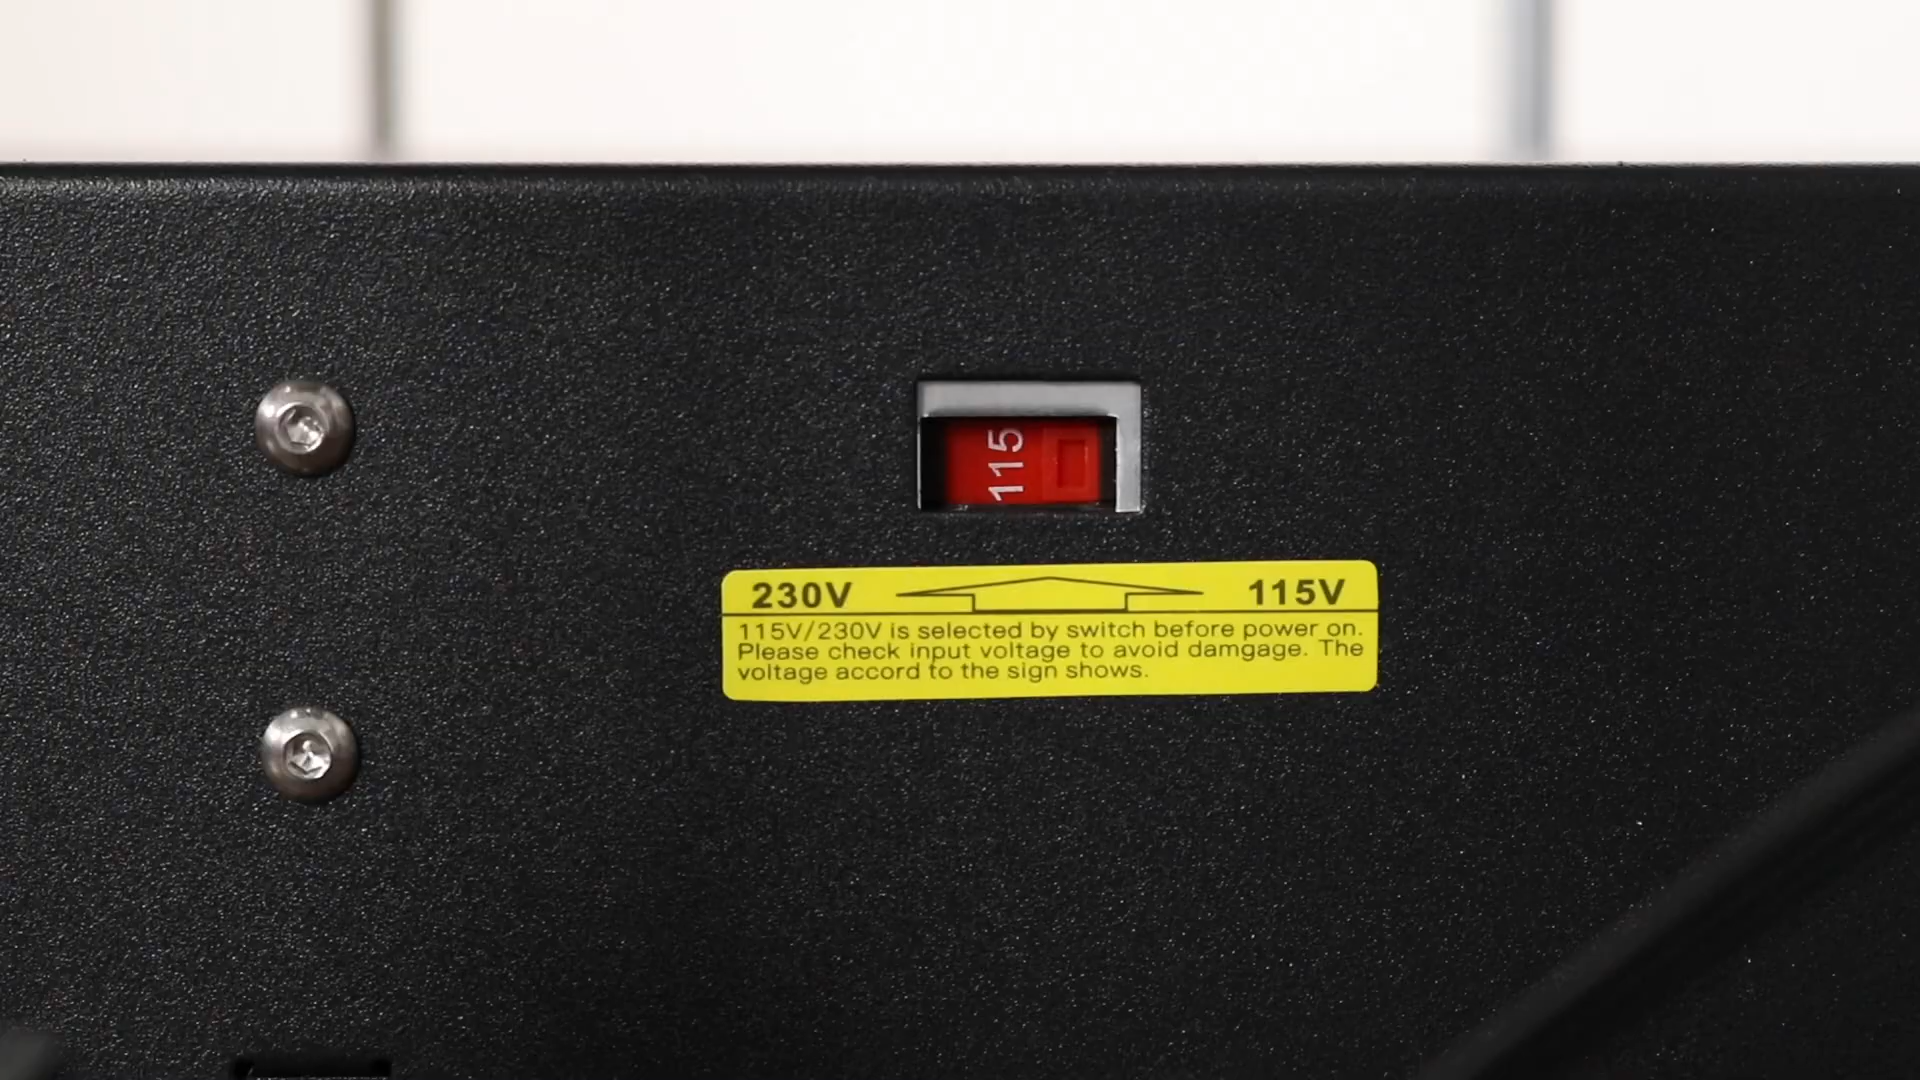 115
230V 115V
115V/230V is selected by switch before power on.
Please check input voltage to avoid damgage. The
voltage accord to the sign shows.